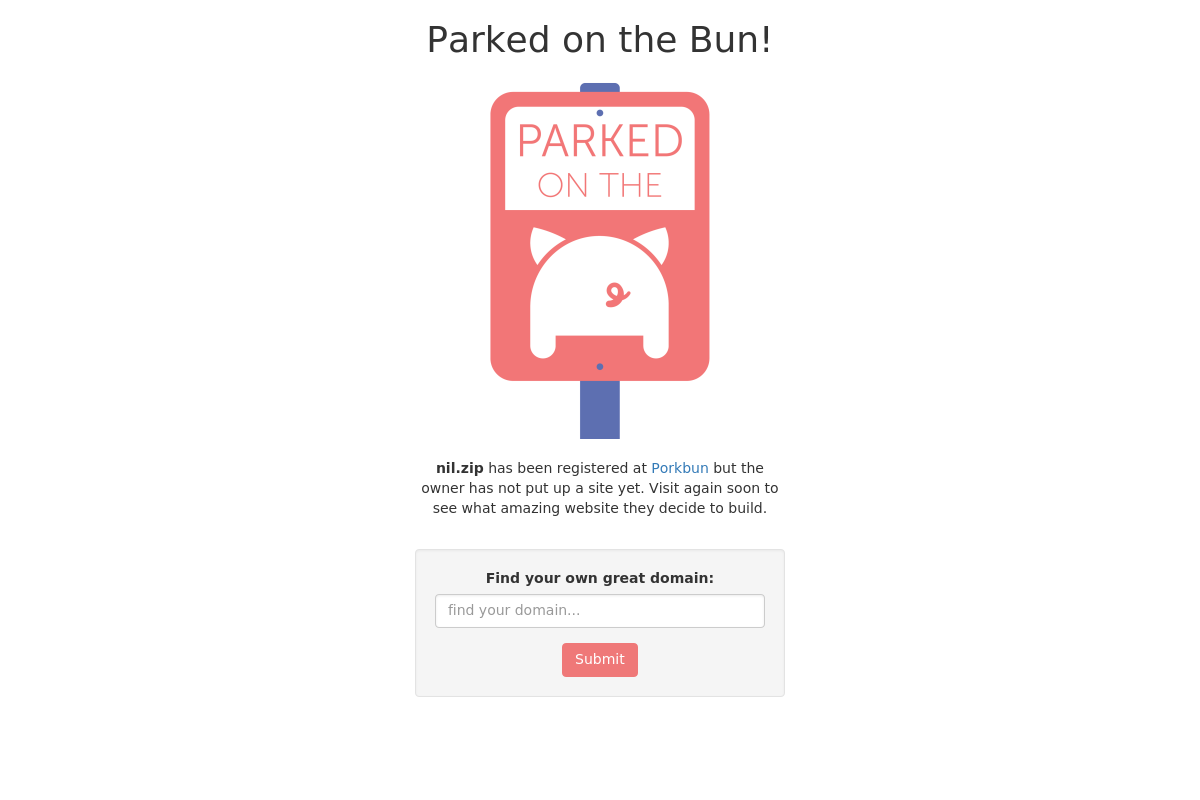 Parked on the Bun!
PARKED
ON THE
nil.zip has been registered at Porkbun but the
owner has not put up a site yet. Visit again soon to
see what amazing website they decide to build.
Find your own great domain:
find your domain...
Submit